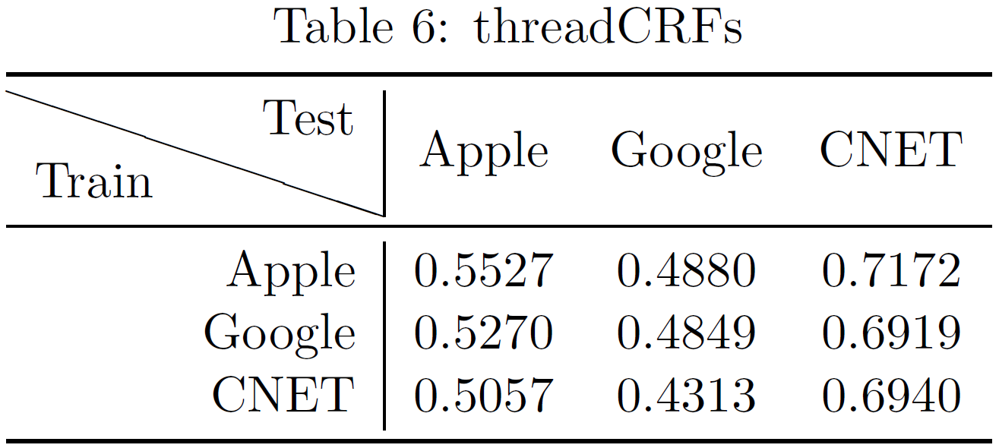 Table 6: threadCRFs
Test
Train
Apple Google CNET
Apple 0.5527 0.4880 0.7172
Google 0.5270 0.4849 0.6919
CNET 0.5057 0.4313 0.6940